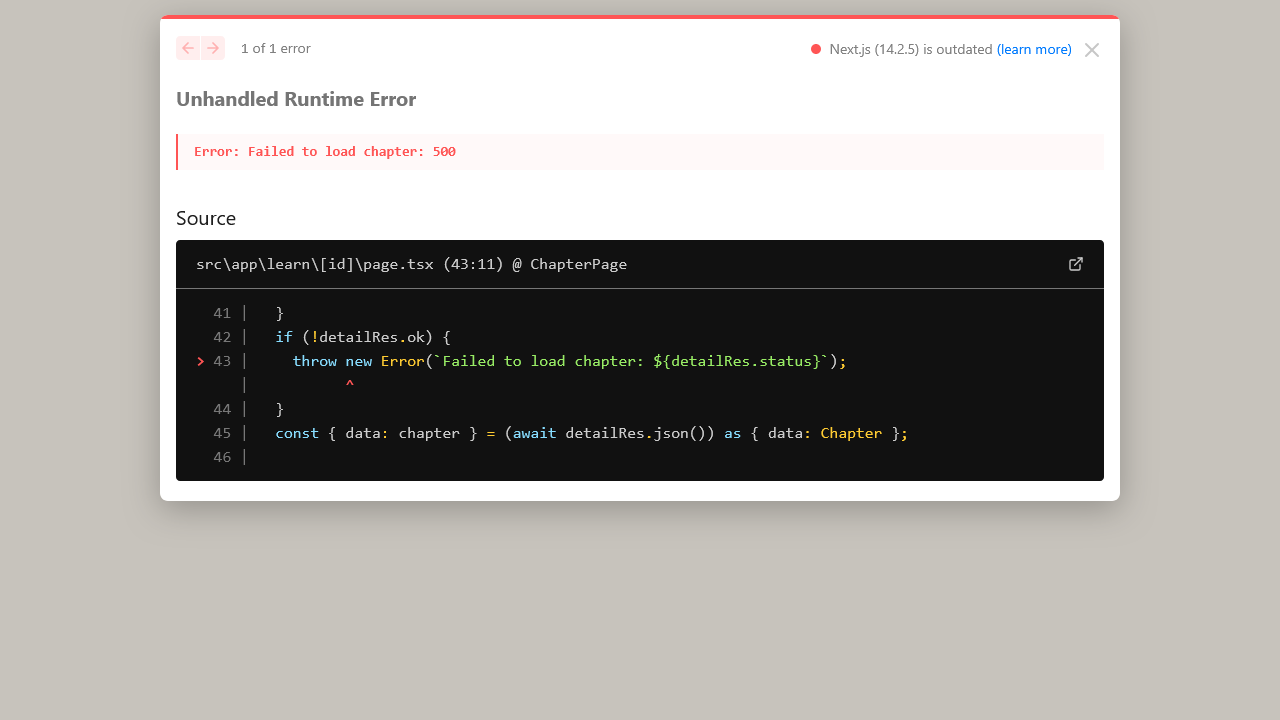 1 of 1 error
Next.js (14.2.5) is outdated (learn more)
Unhandled Runtime Error
Error: Failed to load chapter: 500
Source
src\app\learn\[id]\page.tsx (43:11) @ ChapterPage
41 |   }
42 |   if (!detailRes.ok) {
> 43 |     throw new Error(`Failed to load chapter: ${detailRes.status}`);
|           ^
44 |   }
45 |   const { data: chapter } = (await detailRes.json()) as { data: Chapter };
46 |